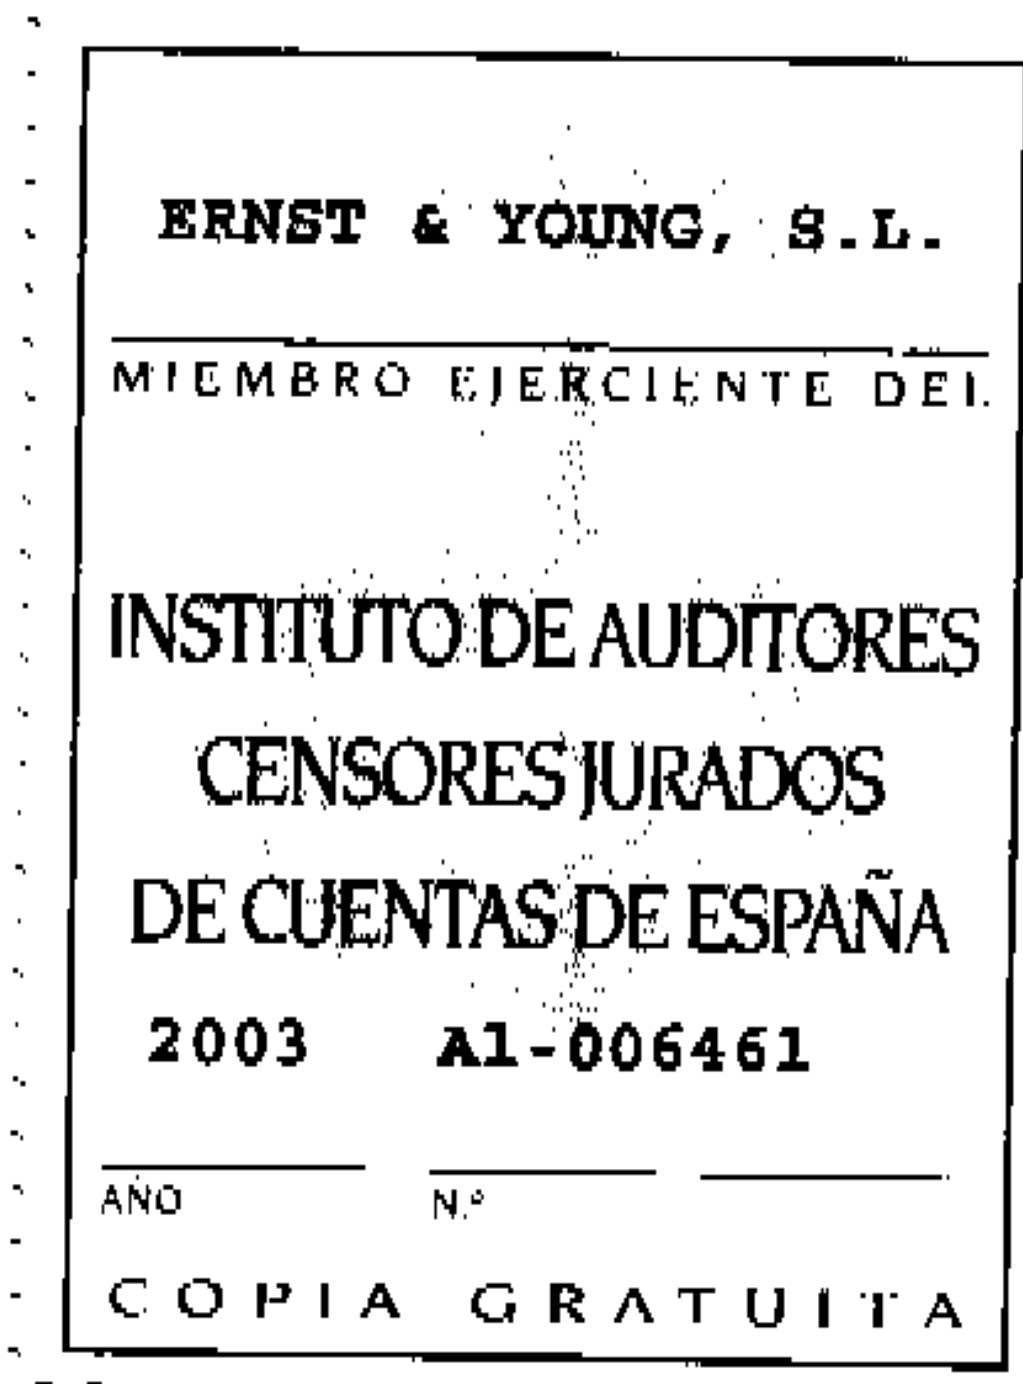 ERNST & YOUNG, S.L.
MIEMBRO EJERCIENTE DEL
INSTITUTO DE AUDITORES
CENSORES JURADOS
DE CUENTAS DE ESPAÑA
2003 A1-006461
AÑO N.º
COPIA GRATUITA